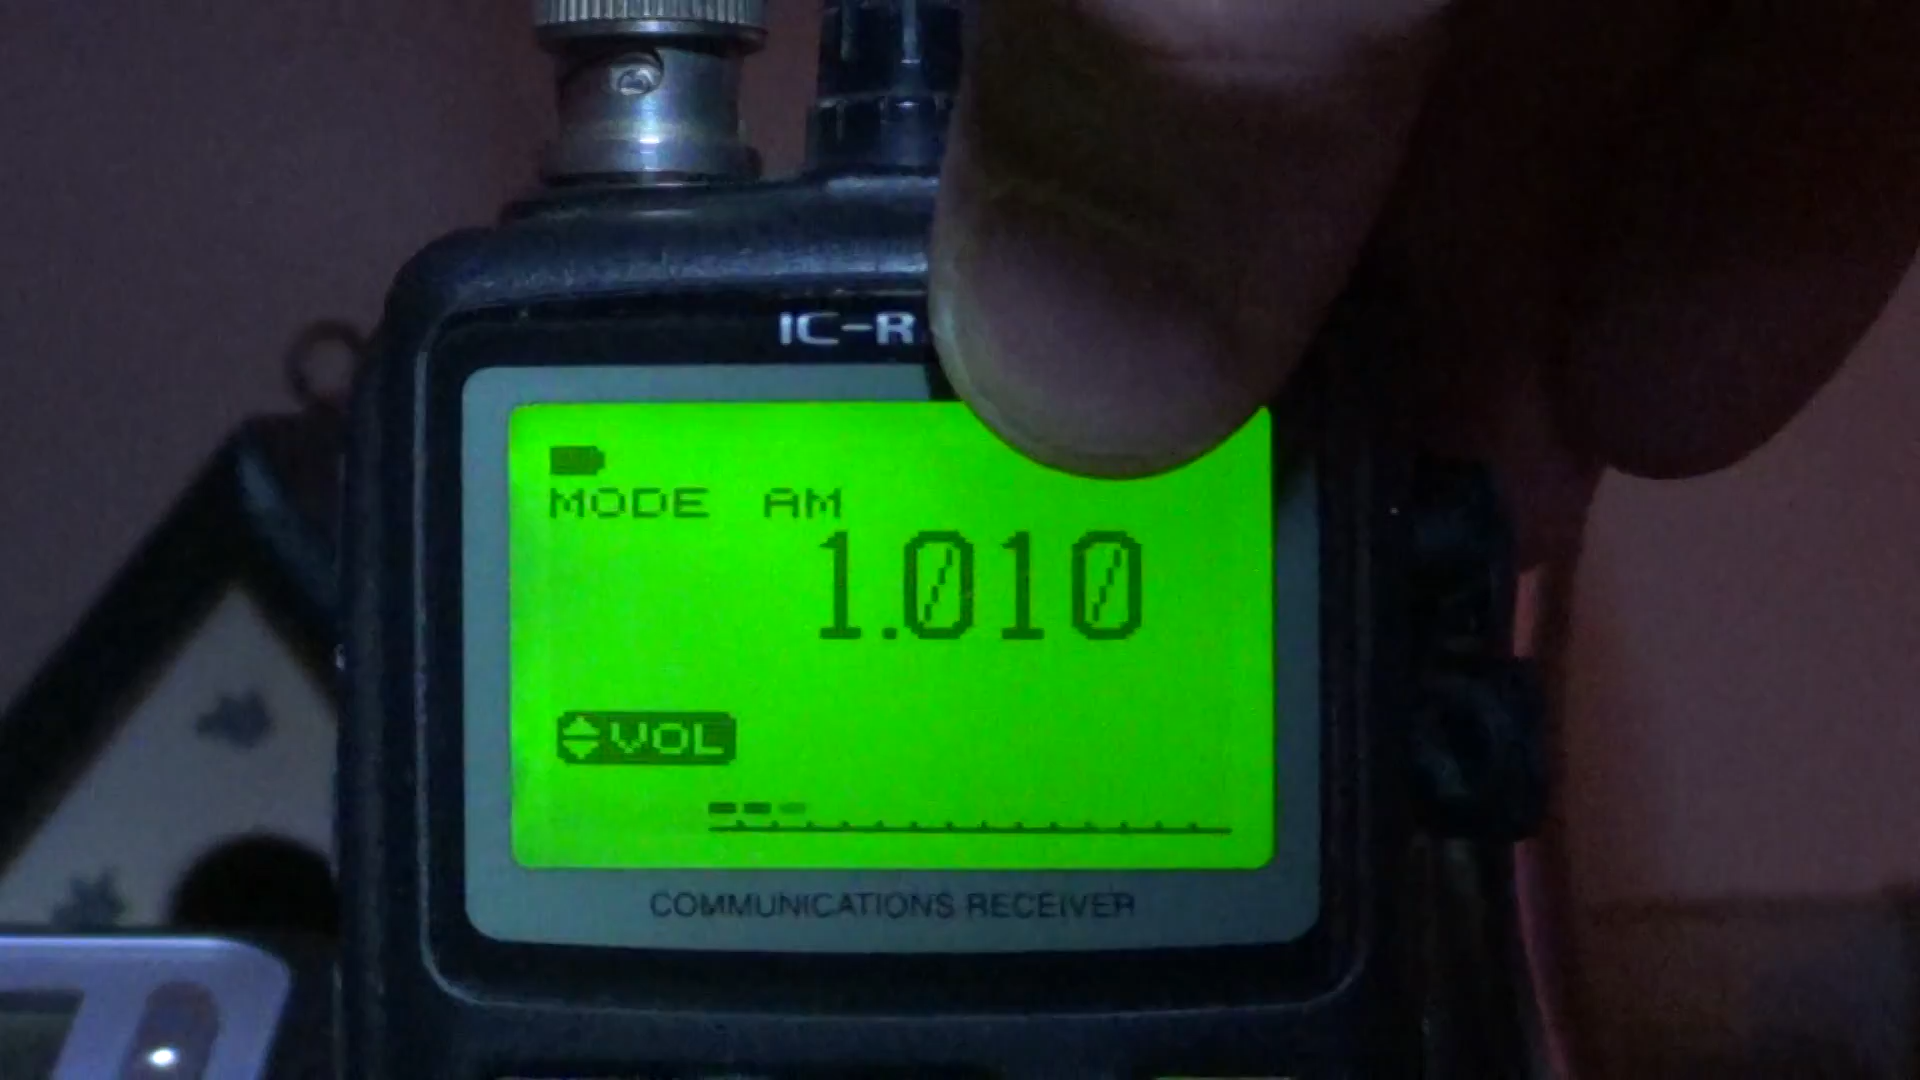 IC-R
MODE AM
1.010
VOL
COMMUNICATIONS RECEIVER